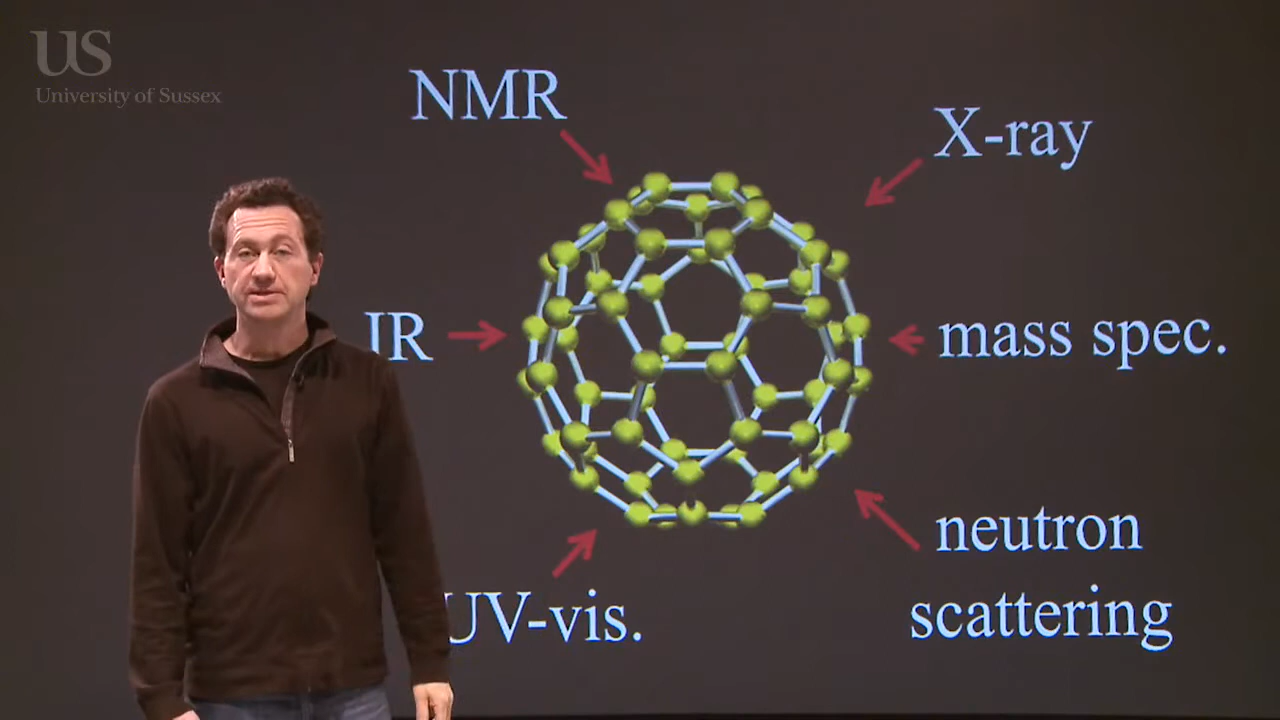 US
University of Sussex
NMR
X-ray
IR
mass spec.
neutron
scattering
UV-vis.